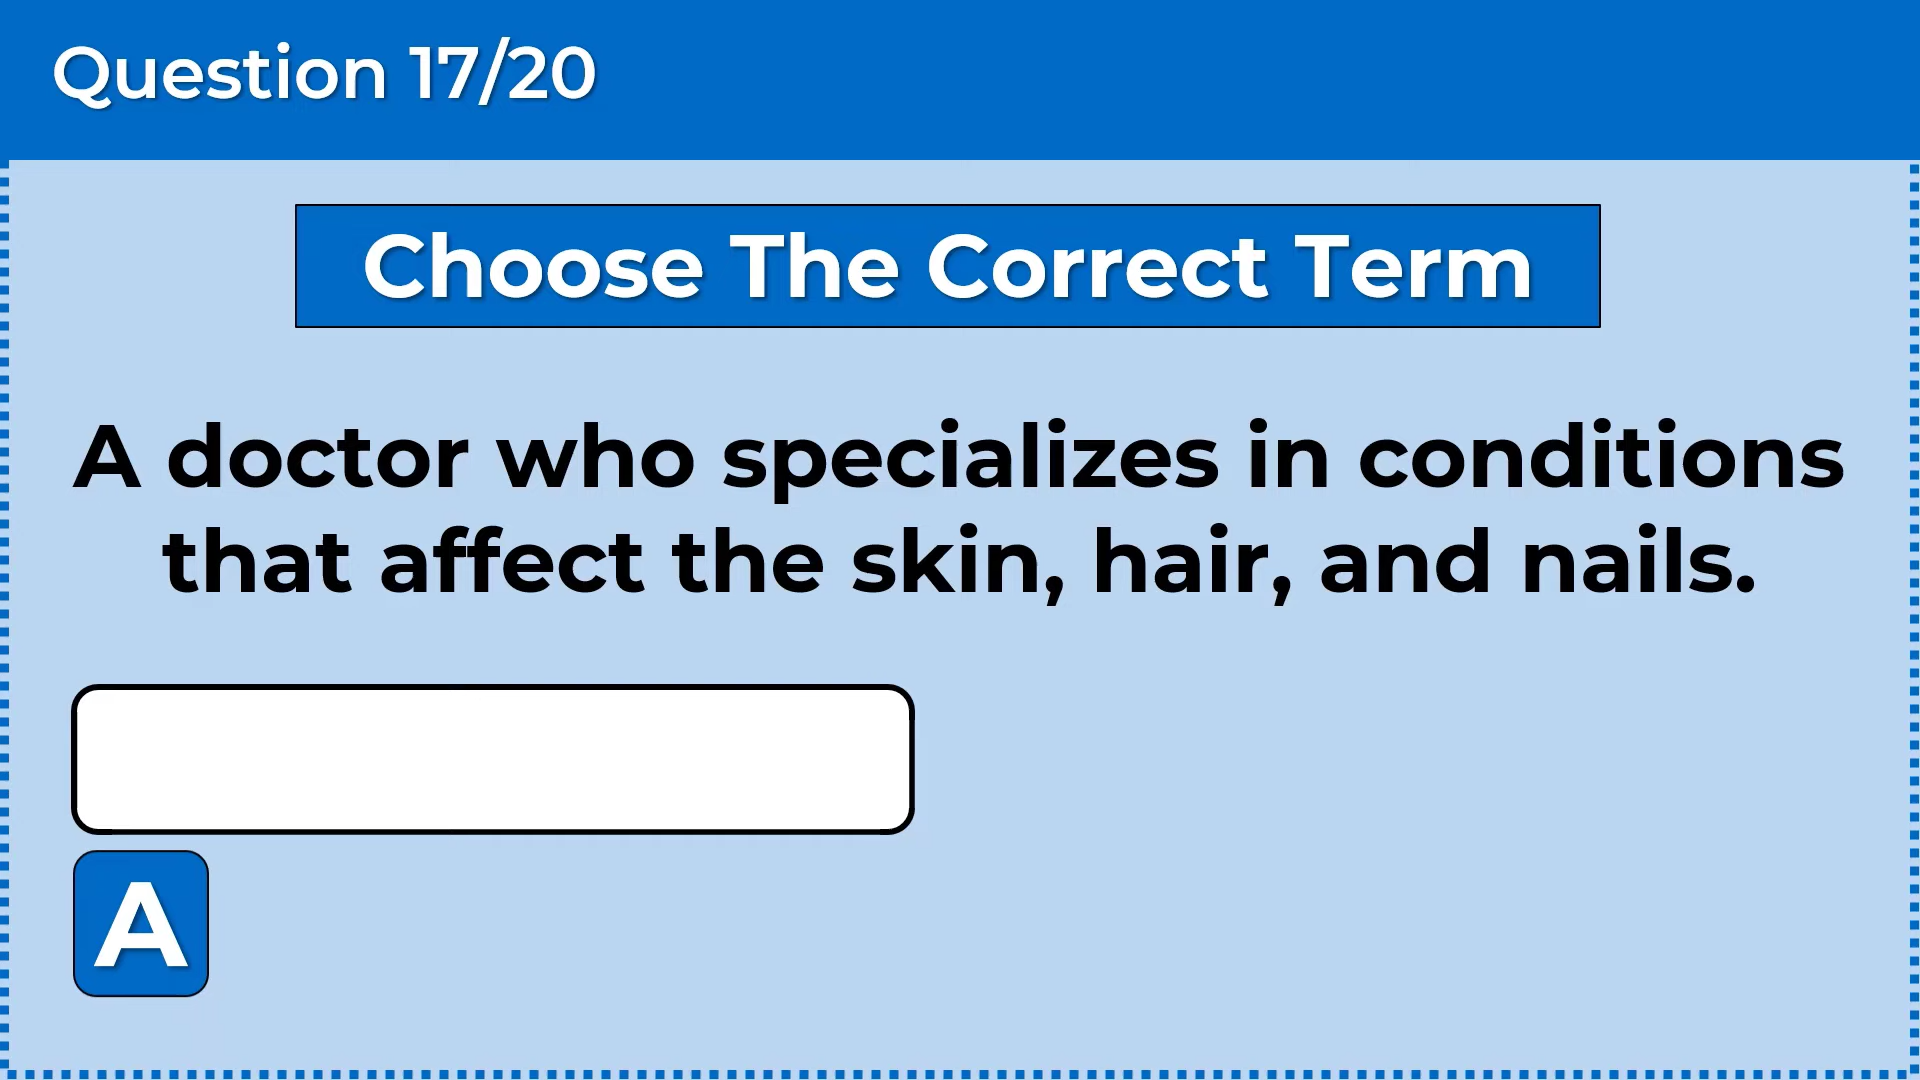 Question 17/20
Choose The Correct Term
A doctor who specializes in conditions
that affect the skin, hair, and nails.
A